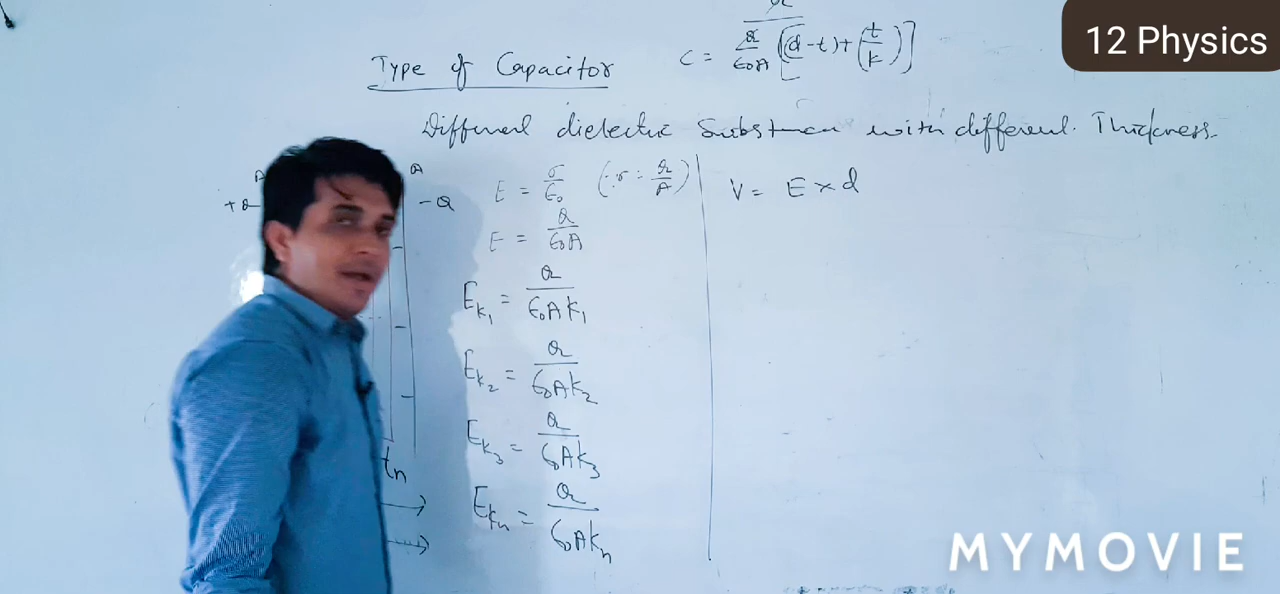 12 Physics
Type of Capacitor
C = Q / Q/ε₀A [(d-t)+(t/k)]
Different dielectric Substance with different. Thickness.
A
A
+Q
-Q
E = σ/ε₀ (∵σ = Q/A)
V = E × d
E = Q/ε₀A
E_k₁ = Q/ε₀Ak₁
E_k₂ = Q/ε₀Ak₂
E_k₃ = Q/ε₀Ak₃
tn
E_kn = Q/ε₀Akn
MYMOVIE